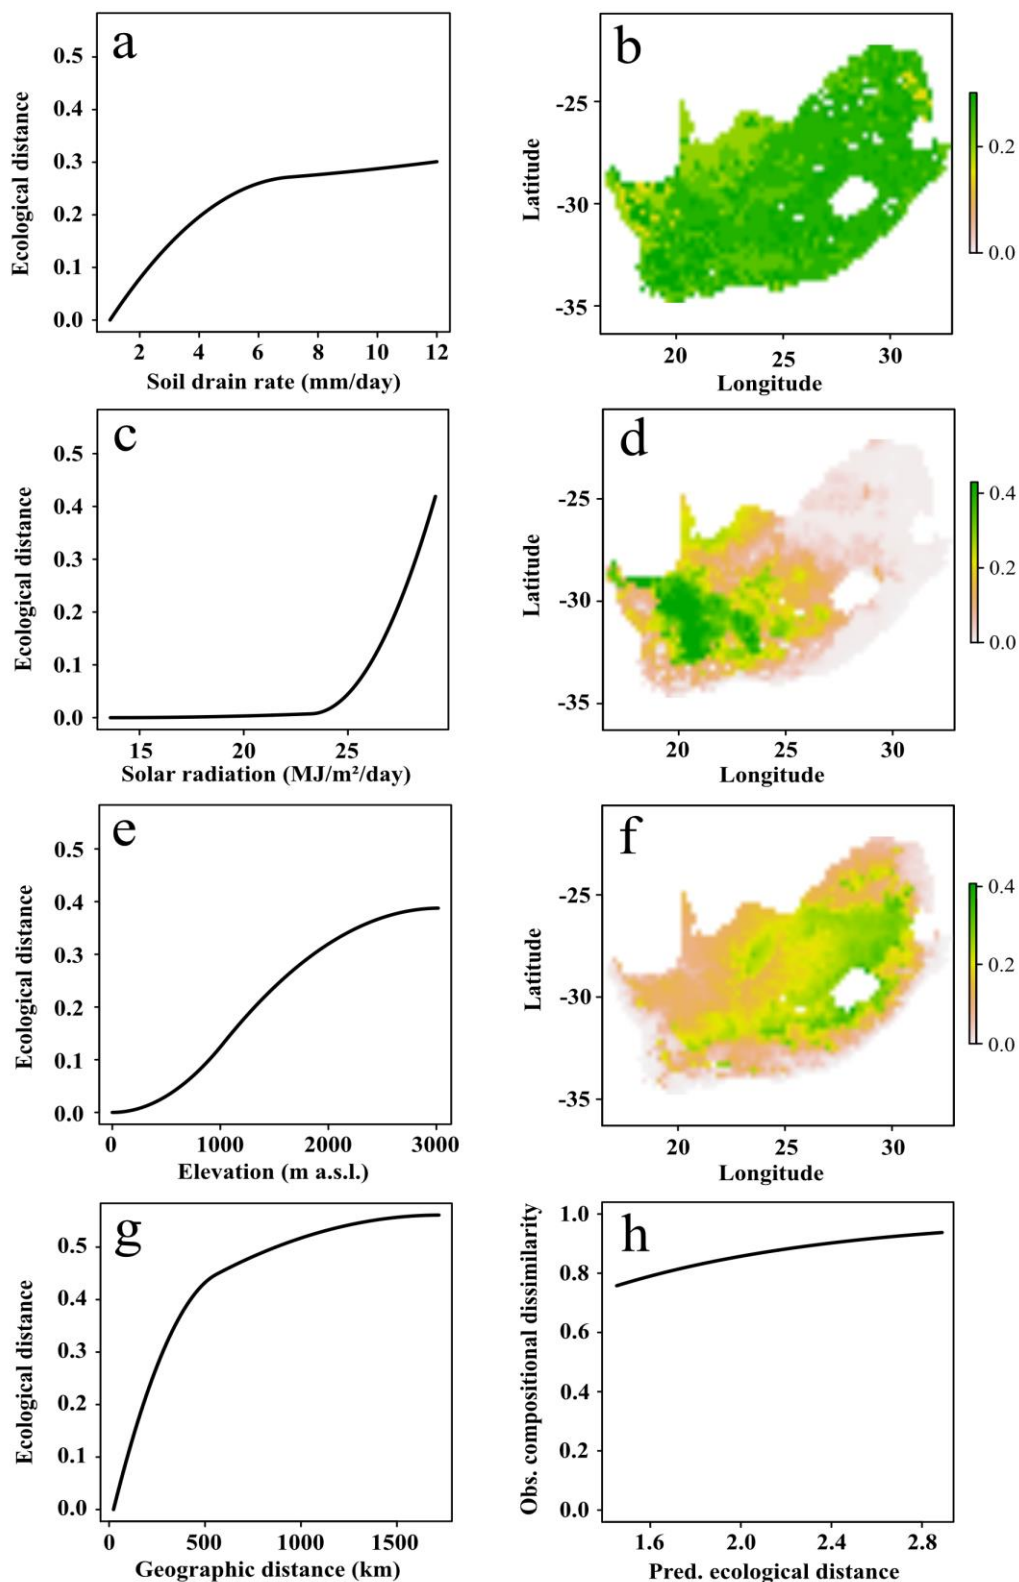 a
Ecological distance
0.5
0.4
0.3
0.2
0.1
0.0
2 4 6 8 10 12
Soil drain rate (mm/day)
b
Latitude
-25
-30
-35
20 25 30
Longitude
0.2
0.0
c
Ecological distance
0.5
0.4
0.3
0.2
0.1
0.0
15 20 25
Solar radiation (MJ/m²/day)
d
Latitude
-25
-30
-35
20 25 30
Longitude
0.4
0.2
0.0
e
Ecological distance
0.5
0.4
0.3
0.2
0.1
0.0
0 1000 2000 3000
Elevation (m a.s.l.)
f
Latitude
-25
-30
-35
20 25 30
Longitude
0.4
0.2
0.0
g
Ecological distance
0.5
0.4
0.3
0.2
0.1
0.0
0 500 1000 1500
Geographic distance (km)
h
Obs. compositional dissimilarity
1.0
0.8
0.6
0.4
0.2
0.0
1.6 2.0 2.4 2.8
Pred. ecological distance